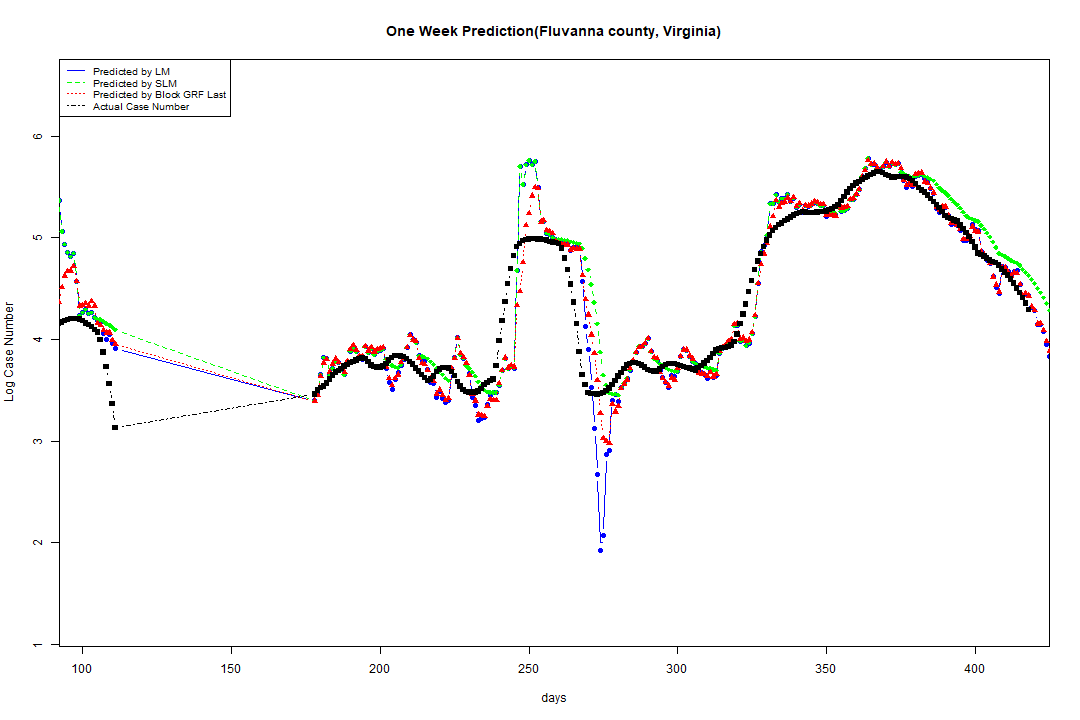 One Week Prediction(Fluvanna county, Virginia)
Predicted by LM
Predicted by SLM
Predicted by Block GRF Last
Actual Case Number
6
5
4
3
2
1
Log Case Number
100 150 200 250 300 350 400
days